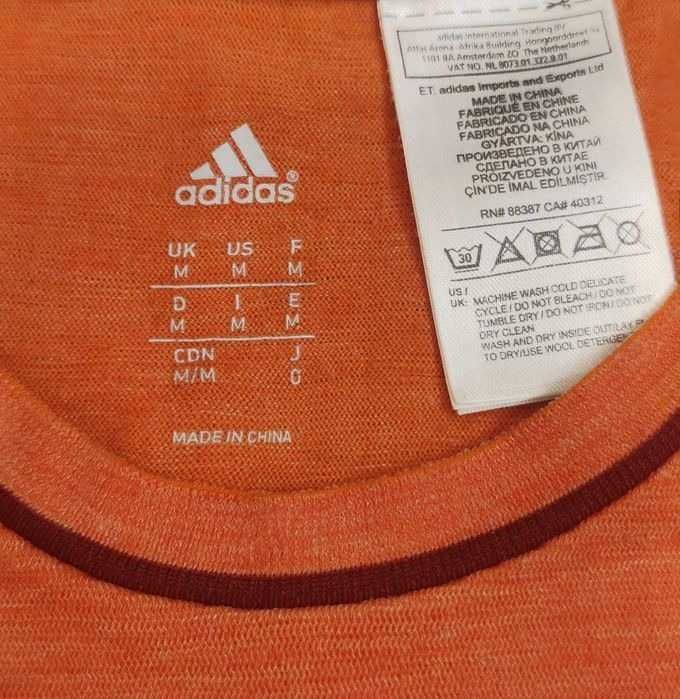 adidas®
UK US F
M M M
D I E
M M M
CDN J
M/M O
MADE IN CHINA
adidas International Trading BV
Atlas Arena, Afrika Building, Hoogoorddreef 9a
1101 BA Amsterdam ZO The Netherlands
VAT NO. NL 8073.01.322.B.01
E.T. adidas Imports and Exports Ltd
MADE IN CHINA
FABRIQUÉ EN CHINE
FABRICADO EN CHINA
FABRICADO NA CHINA
GYÁRTVA: KÍNA
ПРОИЗВЕДЕНО В КИТАЙ
СДЕЛАНО В КИТАЕ
PROIZVEDENO U KINI
ÇİN'DE İMAL EDİLMİŞTİR.
RN# 88387 CA# 40312
30
US /
UK: MACHINE WASH COLD DELICATE
CYCLE / DO NOT BLEACH / DO NOT
TUMBLE DRY / DO NOT IRON / DO NOT
DRY CLEAN
WASH AND DRY INSIDE OUT/LAY
TO DRY/USE WOOL DETERGEN